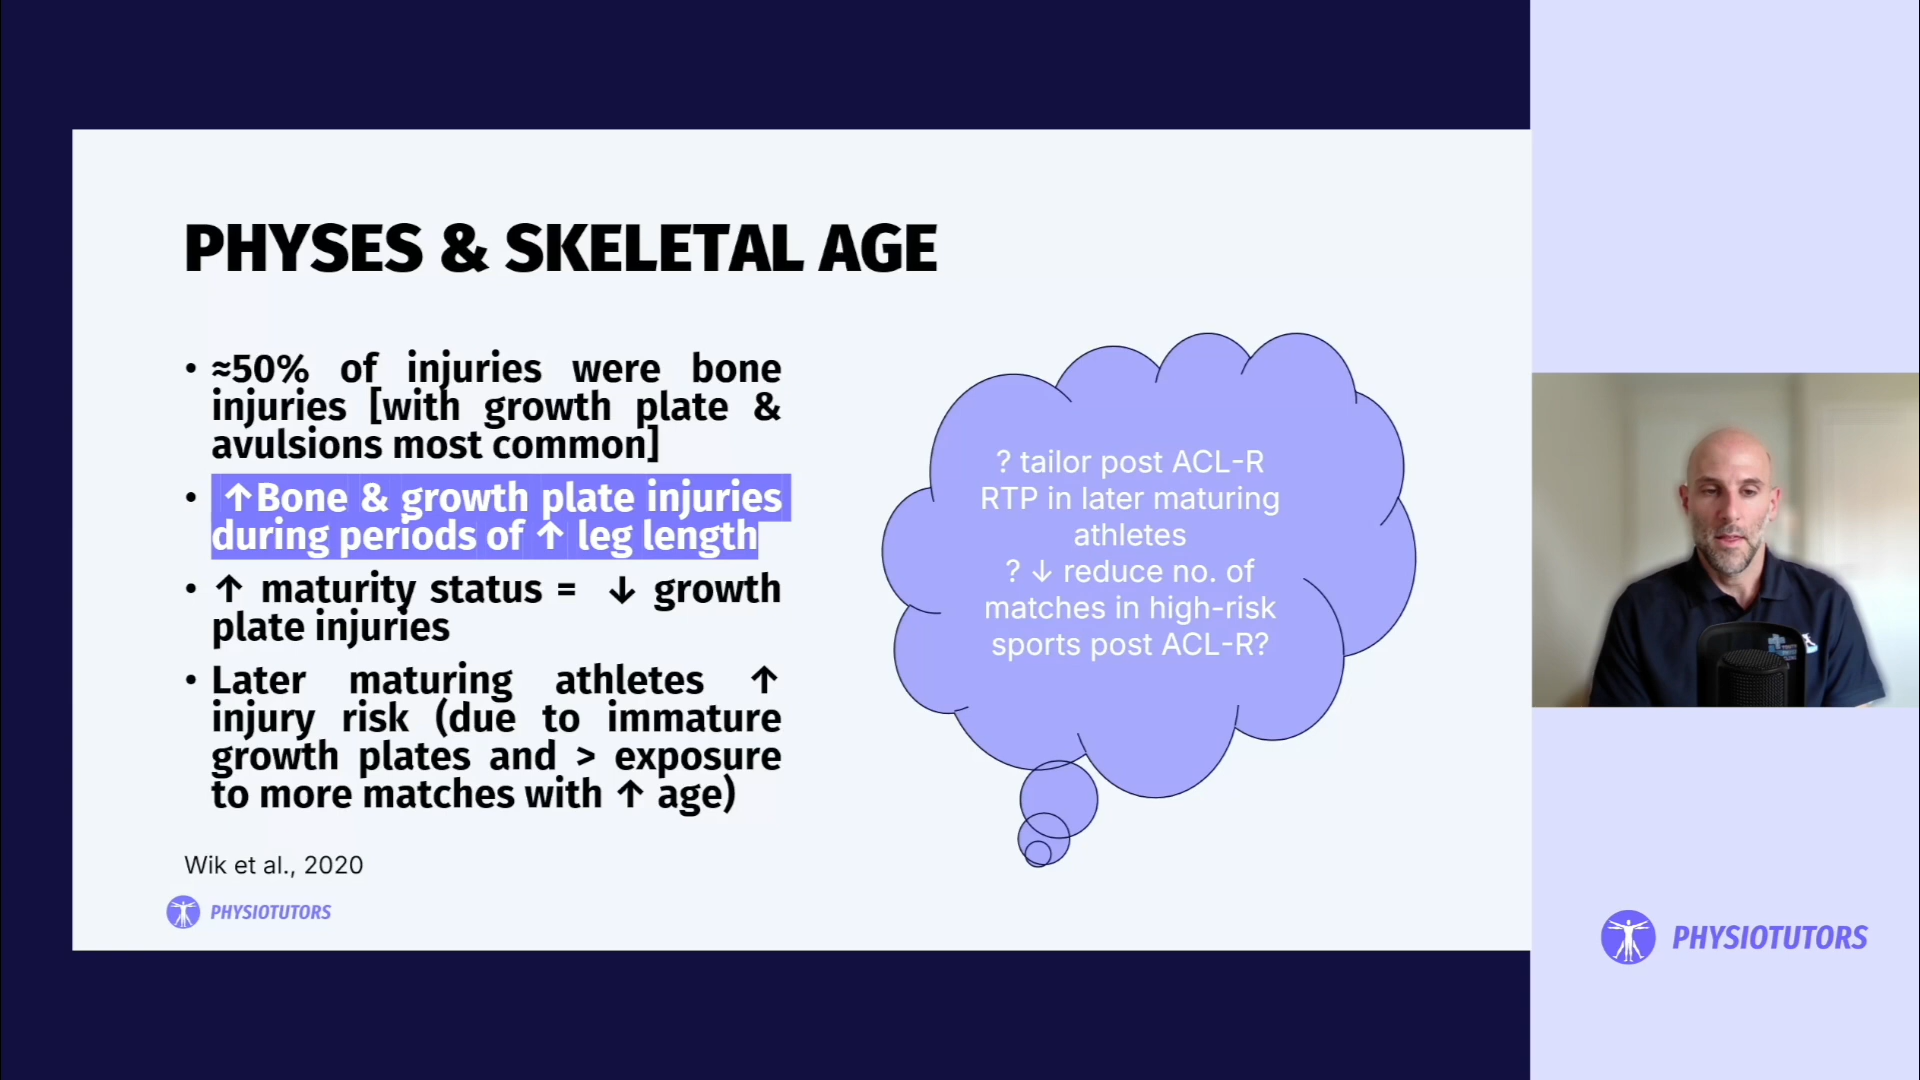 PHYSES & SKELETAL AGE
• ≈50% of injuries were bone
injuries [with growth plate &
avulsions most common]
• ↑Bone & growth plate injuries
during periods of ↑ leg length
• ↑ maturity status = ↓ growth
plate injuries
• Later maturing athletes ↑
injury risk (due to immature
growth plates and > exposure
to more matches with ↑ age)
Wik et al., 2020
PHYSIOTUTORS
? tailor post ACL-R
RTP in later maturing
athletes
? ↓ reduce no. of
matches in high-risk
sports post ACL-R?
PHYSIOTUTORS